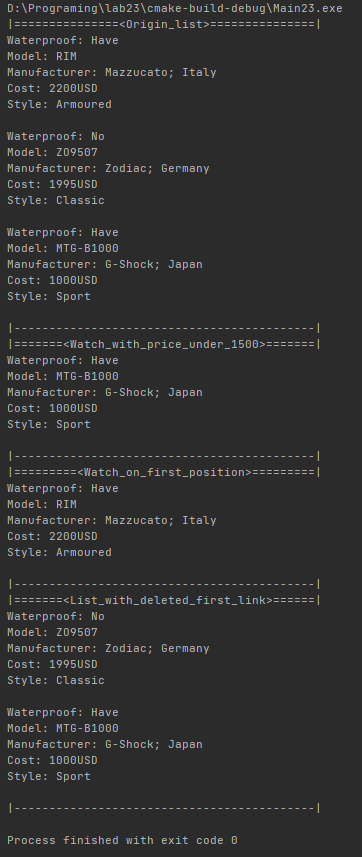 D:\Programing\lab23\cmake-build-debug\Main23.exe
|===============<Origin_list>===============|
Waterproof: Have
Model: RIM
Manufacturer: Mazzucato; Italy
Cost: 2200USD
Style: Armoured

Waterproof: No
Model: ZO9507
Manufacturer: Zodiac; Germany
Cost: 1995USD
Style: Classic

Waterproof: Have
Model: MTG-B1000
Manufacturer: G-Shock; Japan
Cost: 1000USD
Style: Sport

|-------------------------------------------|
|=======<Watch_with_price_under_1500>=======|
Waterproof: Have
Model: MTG-B1000
Manufacturer: G-Shock; Japan
Cost: 1000USD
Style: Sport

|-------------------------------------------|
|=========<Watch_on_first_position>=========|
Waterproof: Have
Model: RIM
Manufacturer: Mazzucato; Italy
Cost: 2200USD
Style: Armoured

|-------------------------------------------|
|=======<List_with_deleted_first_link>======|
Waterproof: No
Model: ZO9507
Manufacturer: Zodiac; Germany
Cost: 1995USD
Style: Classic

Waterproof: Have
Model: MTG-B1000
Manufacturer: G-Shock; Japan
Cost: 1000USD
Style: Sport

|-------------------------------------------|

Process finished with exit code 0